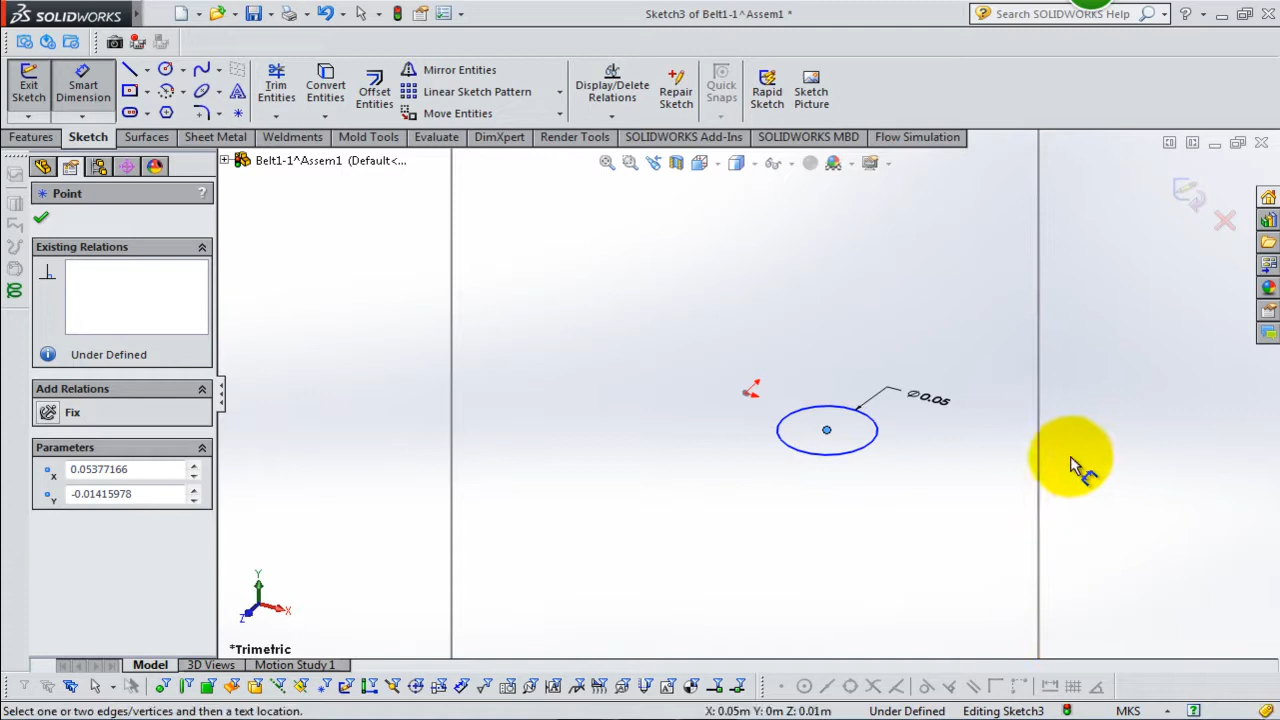 SOLIDWORKS
Sketch3 of Belt1-1^Assem1 *
Search SOLIDWORKS Help
Exit Sketch
Smart Dimension
Trim Entities
Convert Entities
Offset Entities
Mirror Entities
Linear Sketch Pattern
Move Entities
Display/Delete Relations
Repair Sketch
Quick Snaps
Rapid Sketch
Sketch Picture
Features
Sketch
Surfaces
Sheet Metal
Weldments
Mold Tools
Evaluate
DimXpert
Render Tools
SOLIDWORKS Add-Ins
SOLIDWORKS MBD
Flow Simulation
Belt1-1^Assem1 (Default<...
Point
?
Existing Relations
Under Defined
Add Relations
Fix
Parameters
X 0.05377166
Y -0.01415978
∅0.05
Y
X
Z
*Trimetric
Model
3D Views
Motion Study 1
Select one or two edges/vertices and then a text location.
X: 0.05m Y: 0m Z: 0.01m
Under Defined
Editing Sketch3
MKS